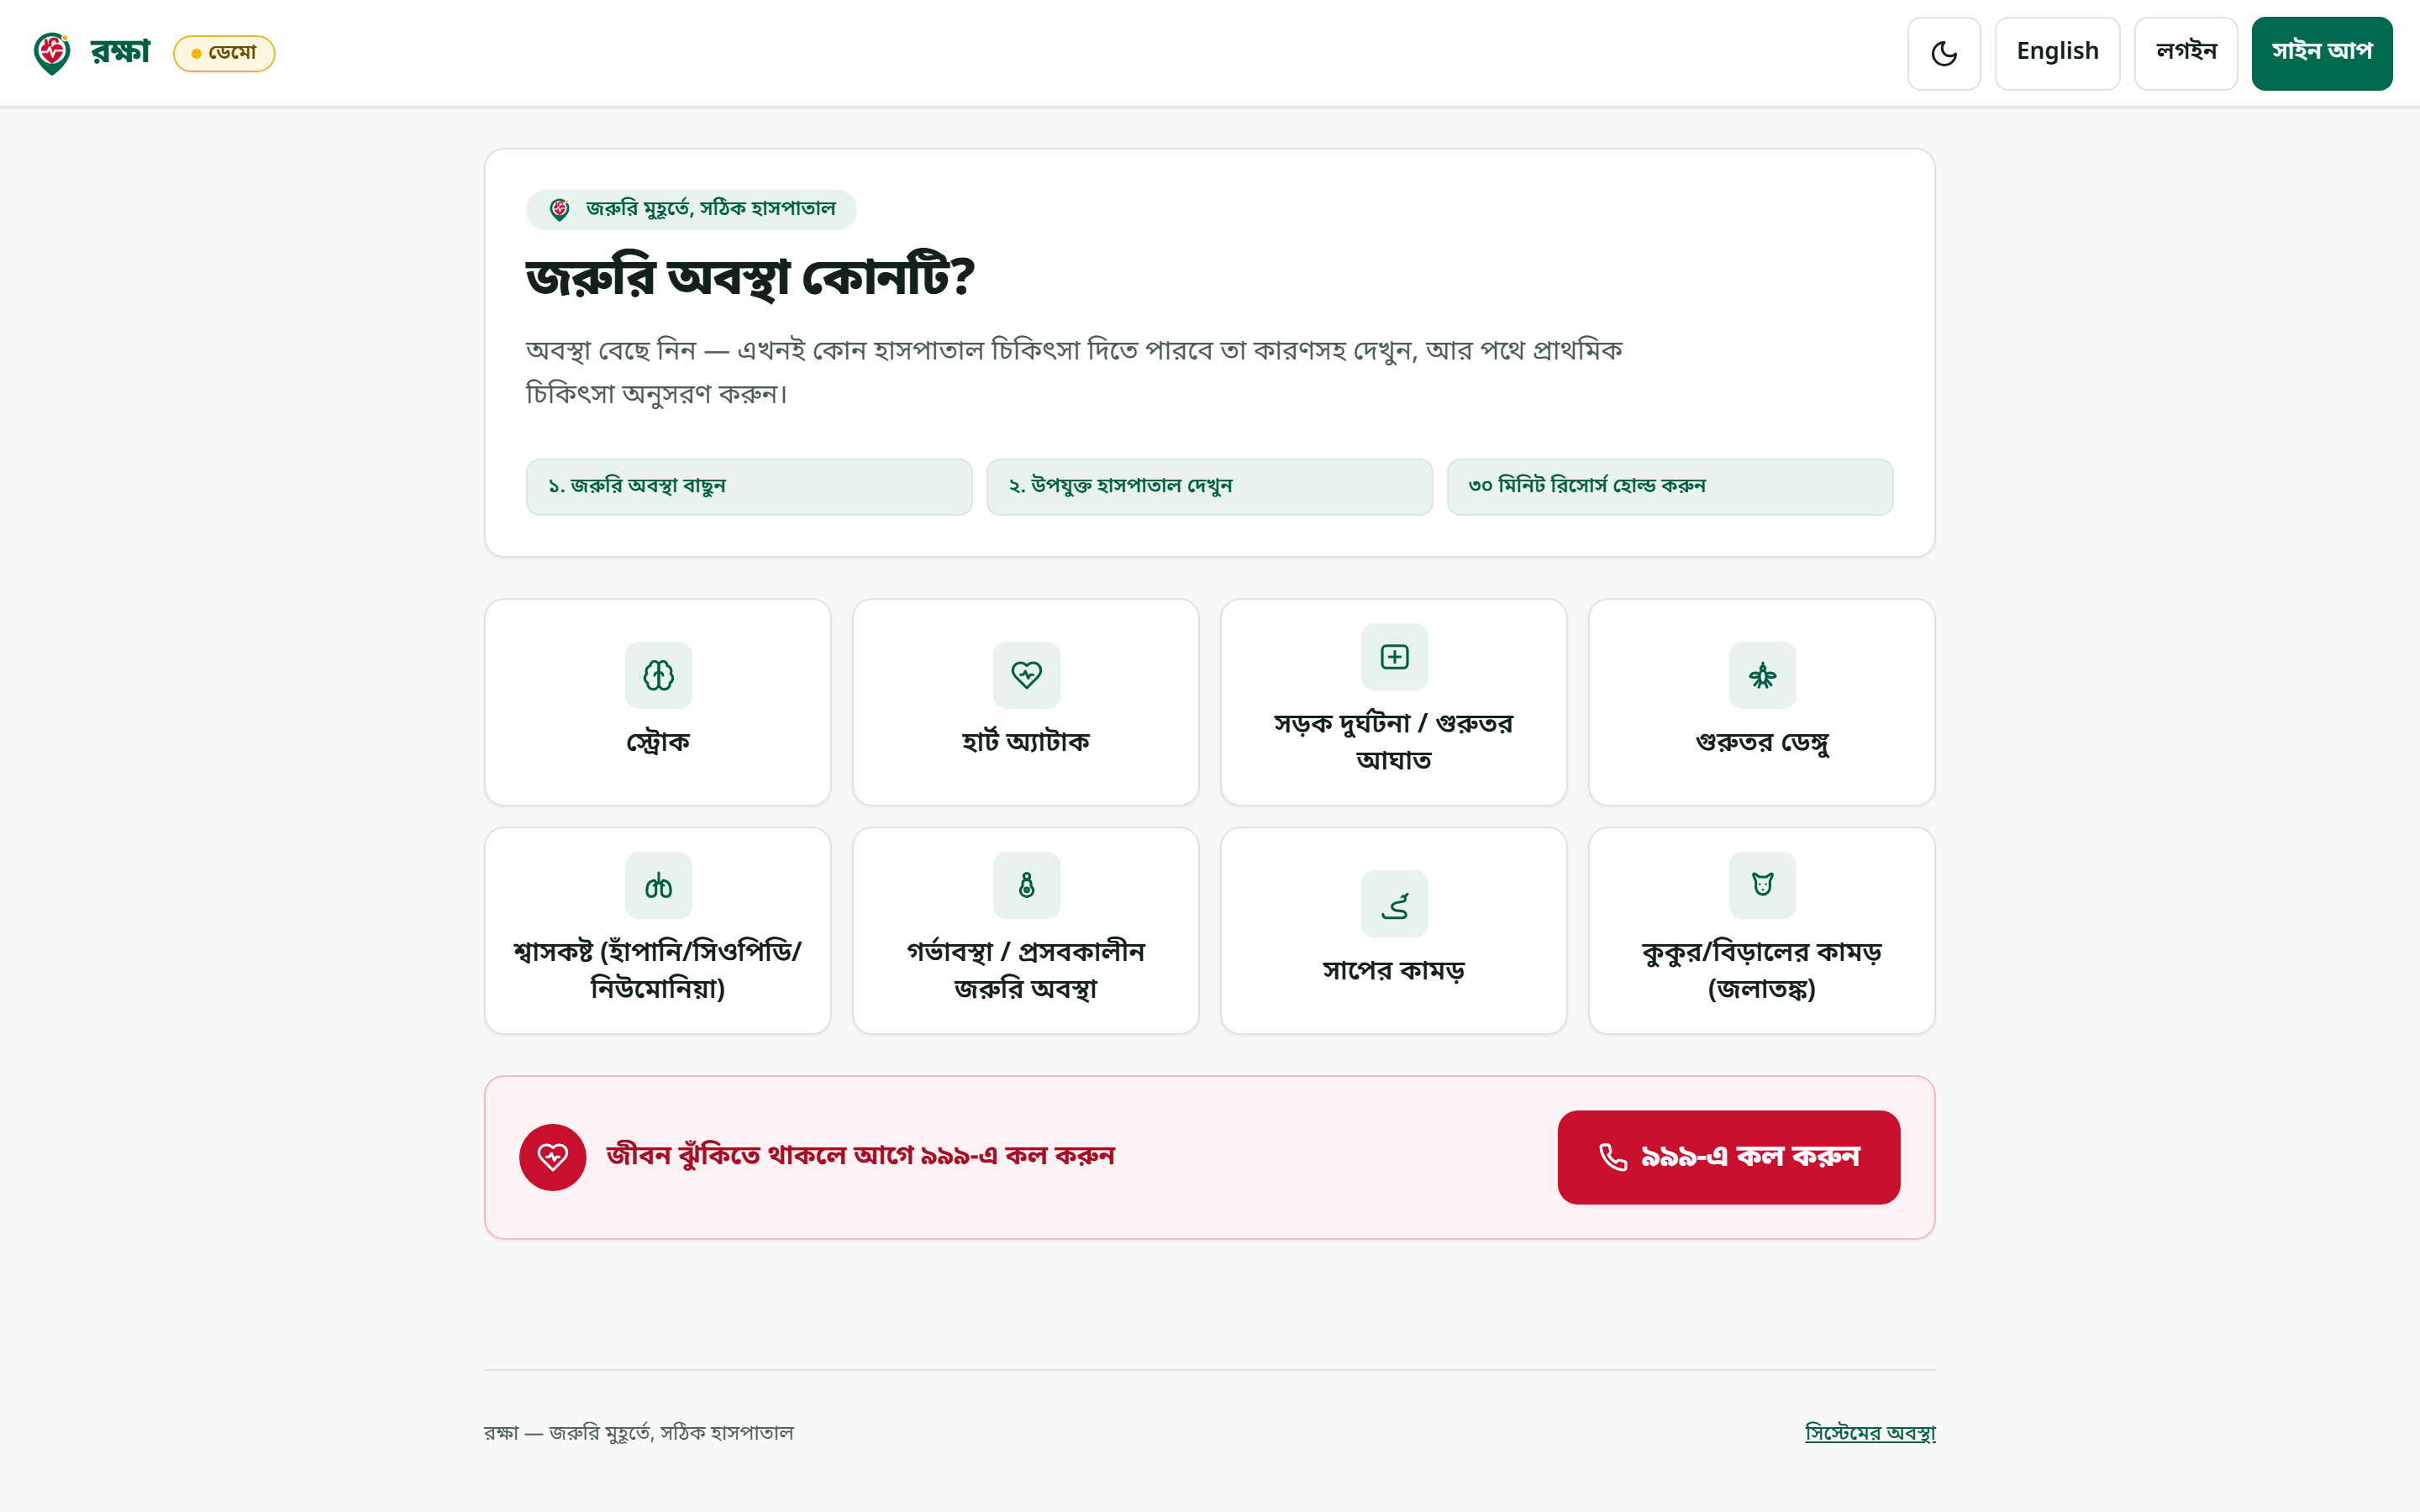 রক্ষা
ডেমো
English
লগইন
সাইন আপ
জরুরি মুহূর্তে, সঠিক হাসপাতাল
জরুরি অবস্থা কোনটি?
অবস্থা বেছে নিন — এখনই কোন হাসপাতাল চিকিৎসা দিতে পারবে তা কারণসহ দেখুন, আর পথে প্রাথমিক
চিকিৎসা অনুসরণ করুন।
১. জরুরি অবস্থা বাছুন
২. উপযুক্ত হাসপাতাল দেখুন
৩০ মিনিট রিসোর্স হোল্ড করুন
স্ট্রোক
হার্ট অ্যাটাক
সড়ক দুর্ঘটনা / গুরুতর
আঘাত
গুরুতর ডেঙ্গু
শ্বাসকষ্ট (হাঁপানি/সিওপিডি/
নিউমোনিয়া)
গর্ভাবস্থা / প্রসবকালীন
জরুরি অবস্থা
সাপের কামড়
কুকুর/বিড়ালের কামড়
(জলাতঙ্ক)
জীবন ঝুঁকিতে থাকলে আগে ৯৯৯-এ কল করুন
৯৯৯-এ কল করুন
রক্ষা — জরুরি মুহূর্তে, সঠিক হাসপাতাল
সিস্টেমের অবস্থা